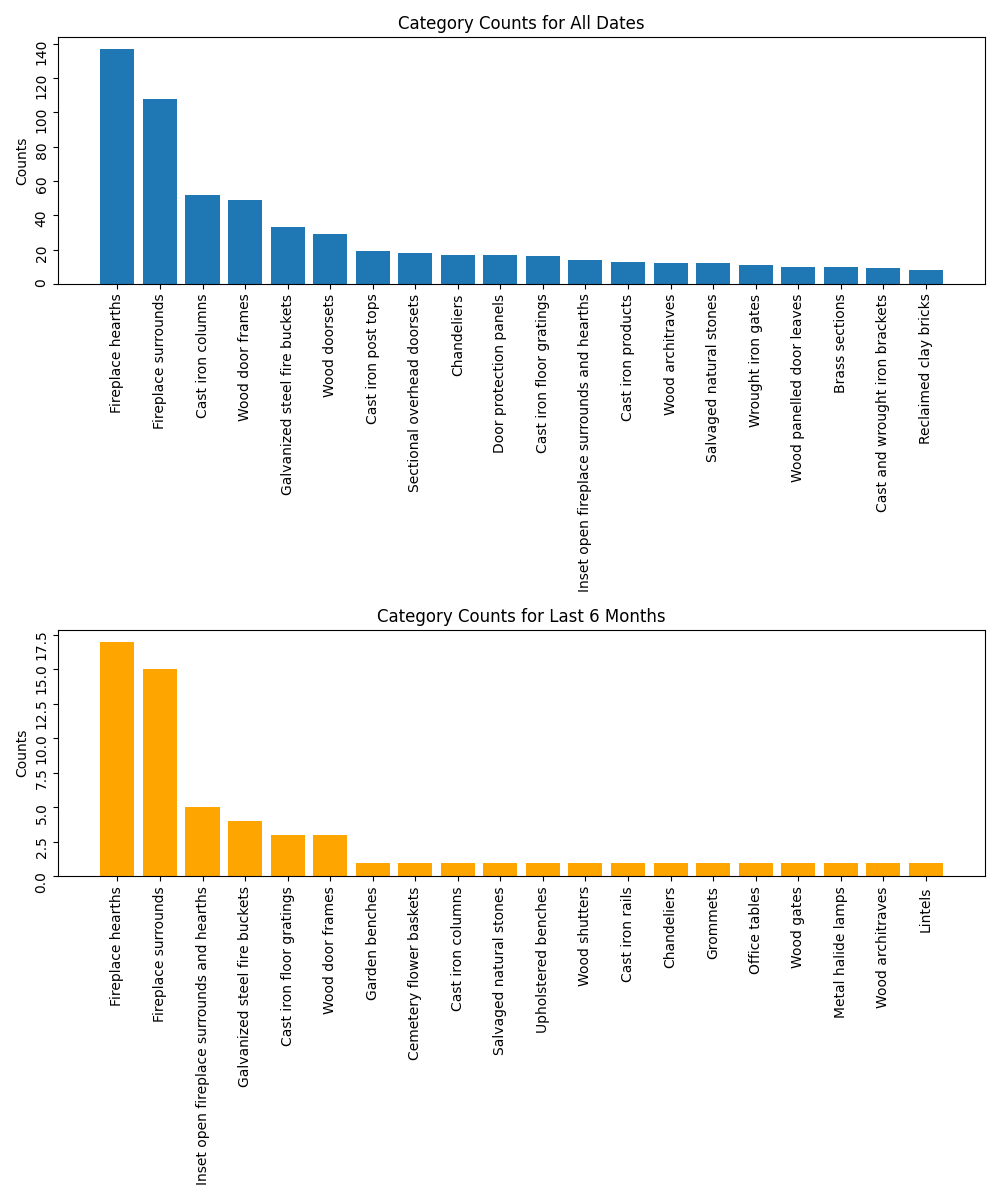 Category Counts for All Dates
Counts
140
120
100
80
60
40
20
0
Fireplace hearths
Fireplace surrounds
Cast iron columns
Wood door frames
Galvanized steel fire buckets
Wood doorsets
Cast iron post tops
Sectional overhead doorsets
Chandeliers
Door protection panels
Cast iron floor gratings
Inset open fireplace surrounds and hearths
Cast iron products
Wood architraves
Salvaged natural stones
Wrought iron gates
Wood panelled door leaves
Brass sections
Cast and wrought iron brackets
Reclaimed clay bricks
Category Counts for Last 6 Months
Counts
17.5
15.0
12.5
10.0
7.5
5.0
2.5
0.0
Fireplace hearths
Fireplace surrounds
Inset open fireplace surrounds and hearths
Galvanized steel fire buckets
Cast iron floor gratings
Wood door frames
Garden benches
Cemetery flower baskets
Cast iron columns
Salvaged natural stones
Upholstered benches
Wood shutters
Cast iron rails
Chandeliers
Grommets
Office tables
Wood gates
Metal halide lamps
Wood architraves
Lintels